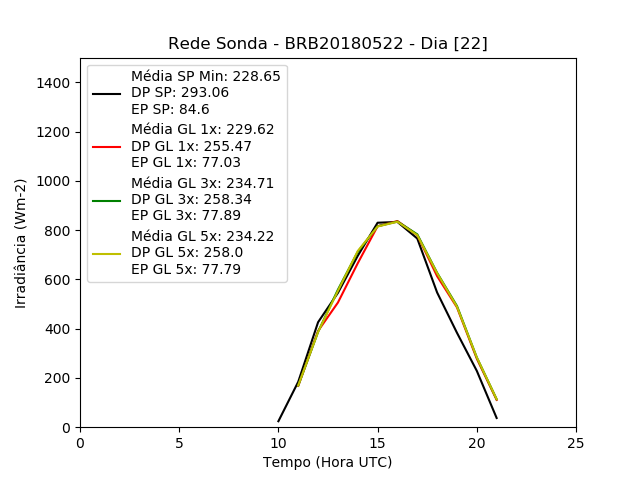 Rede Sonda - BRB20180522 - Dia [22]
Irradiância (Wm-2)
1400
1200
1000
800
600
400
200
0
Média SP Min: 228.65
DP SP: 293.06
EP SP: 84.6
Média GL 1x: 229.62
DP GL 1x: 255.47
EP GL 1x: 77.03
Média GL 3x: 234.71
DP GL 3x: 258.34
EP GL 3x: 77.89
Média GL 5x: 234.22
DP GL 5x: 258.0
EP GL 5x: 77.79
0 5 10 15 20 25
Tempo (Hora UTC)